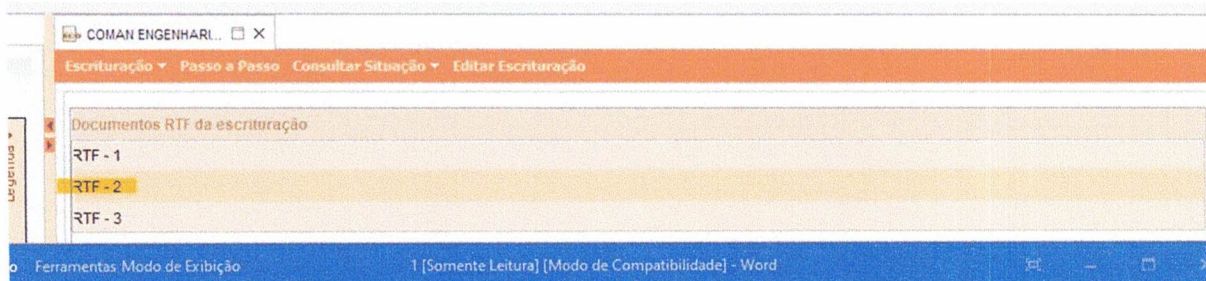 COMAN ENGENHARI...
Escrituração Passo a Passo Consultar Situação Editar Escrituração
Documentos RTF da escrituração
RTF - 1
RTF - 2
RTF - 3
o Ferramentas Modo de Exibição 1 [Somente Leitura] [Modo de Compatibilidade] - Word